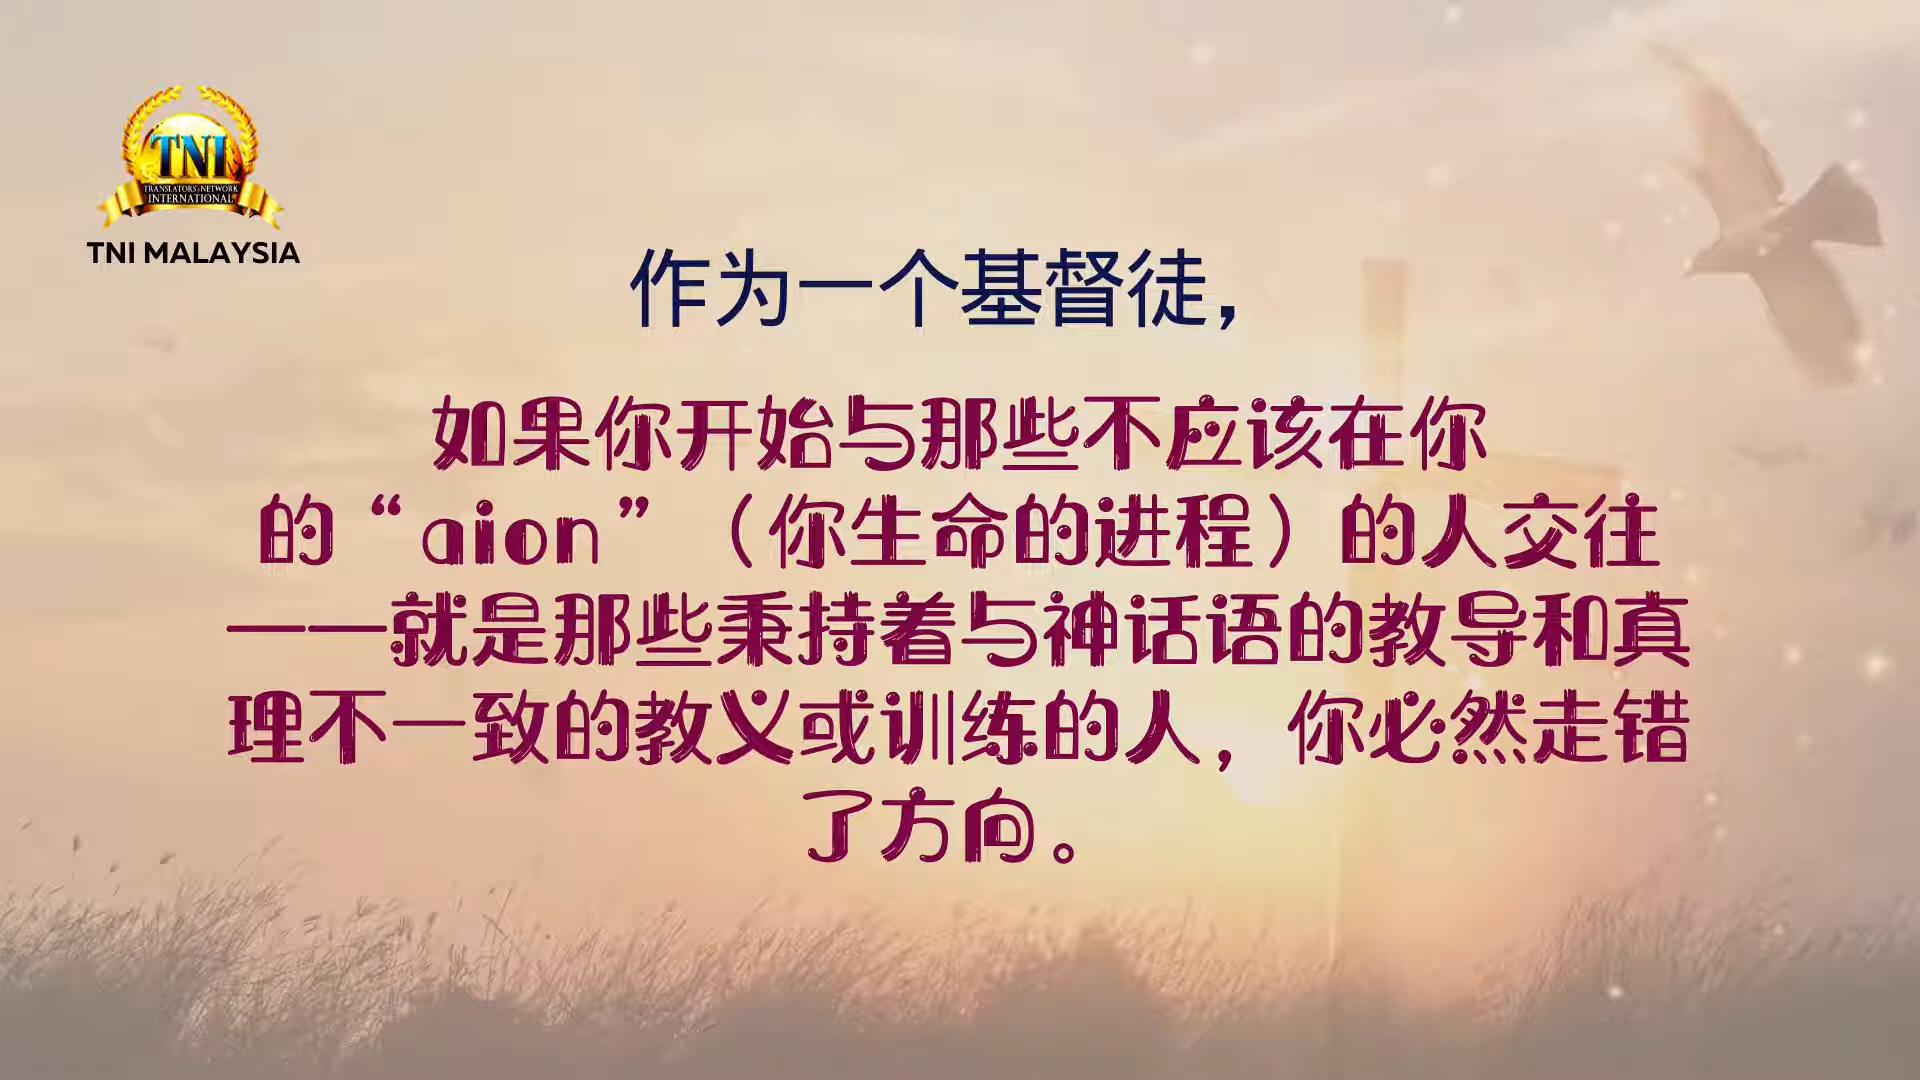 TNI
TRANSLATORS NETWORK
INTERNATIONAL
TNI MALAYSIA
作为一个基督徒，
如果你开始与那些不应该在你
的“aion”（你生命的进程）的人交往
——就是那些秉持着与神话语的教导和真
理不一致的教义或训练的人，你必然走错
了方向。